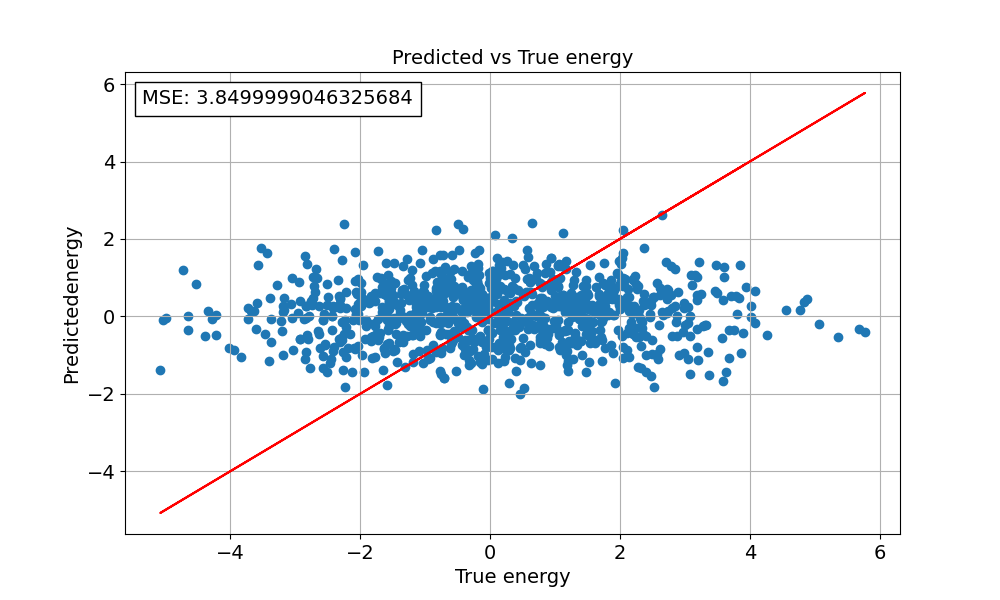 Predicted vs True energy
MSE: 3.8499999046325684
6
4
2
0
−2
−4
Predictedenergy
−4 −2 0 2 4 6
True energy